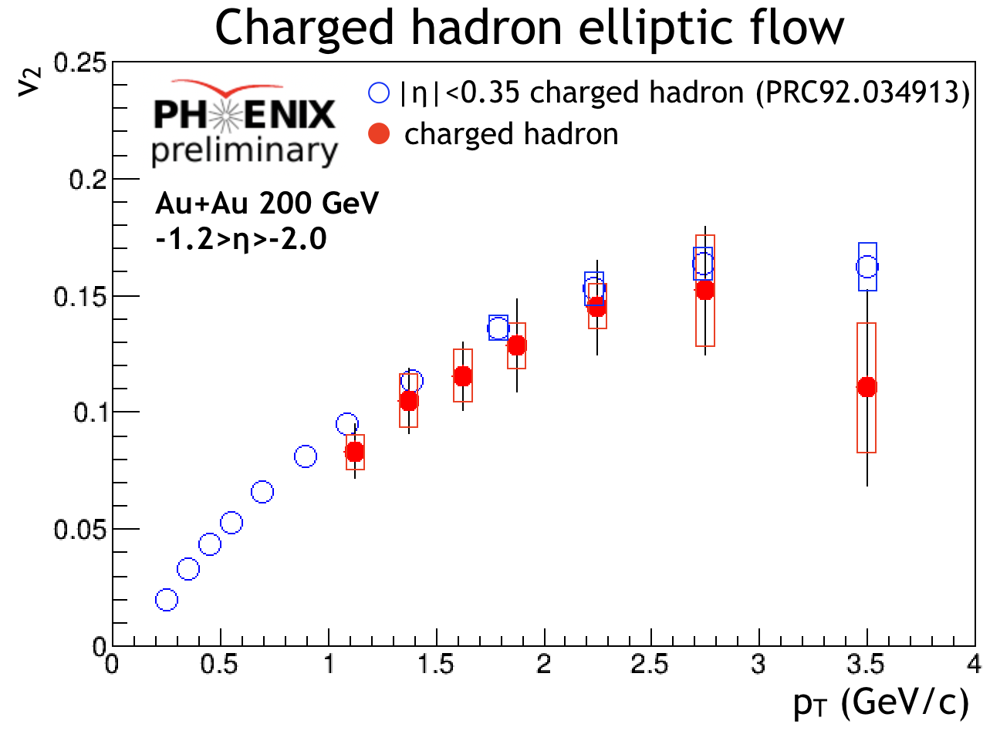 Charged hadron elliptic flow
v2
0.25
0.2
0.15
0.1
0.05
0
PHENIX
preliminary
|η|<0.35 charged hadron (PRC92.034913)
charged hadron
Au+Au 200 GeV
-1.2>η>-2.0
0 0.5 1 1.5 2 2.5 3 3.5 4
pT (GeV/c)